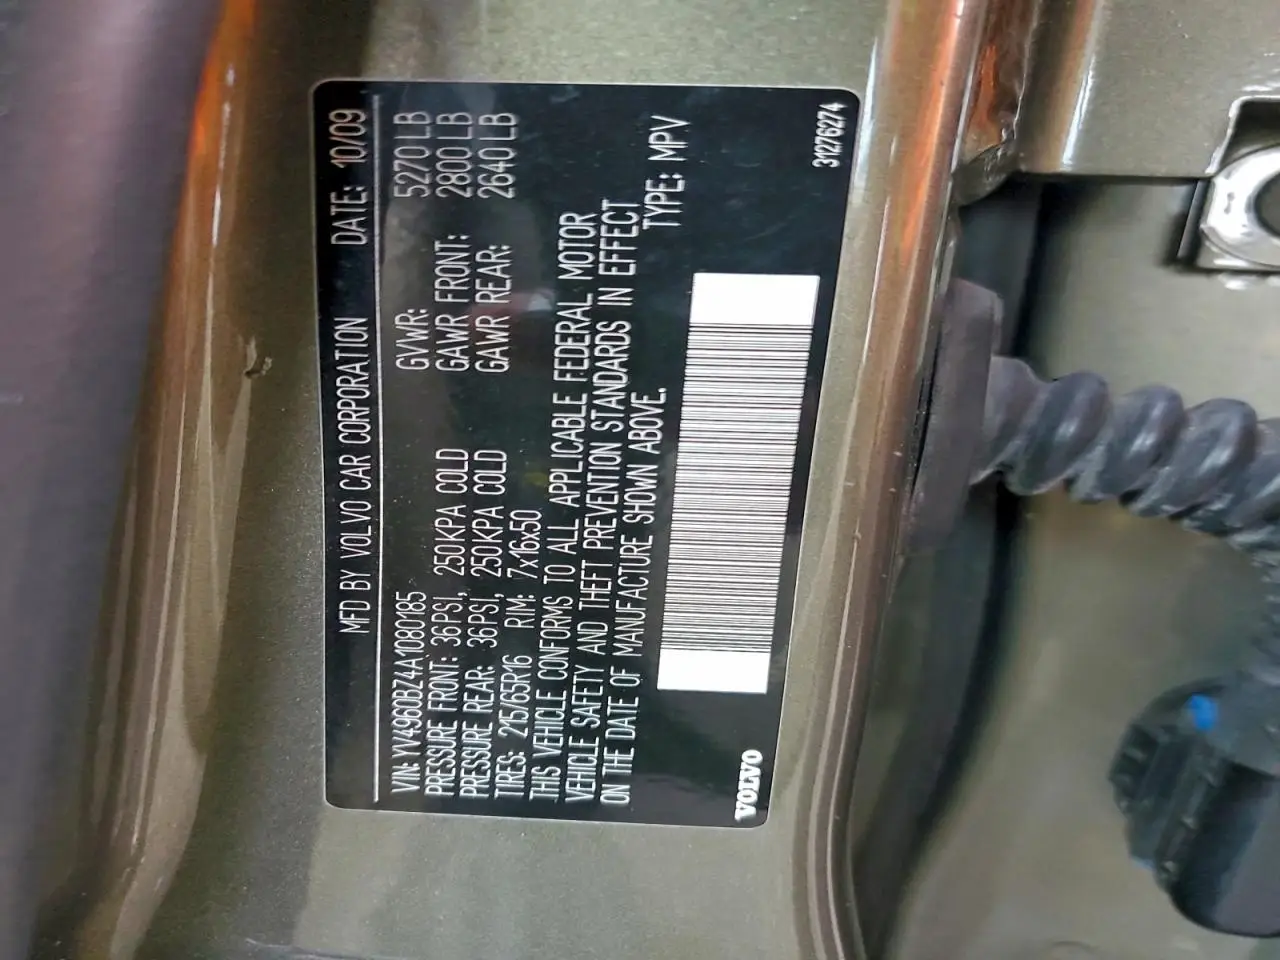 MFD BY VOLVO CAR CORPORATION DATE: 10/09
VIN: YV4960BZ4A1080185 GVWR: 5270 LB
PRESSURE FRONT: 36PSI, 250KPA COLD GAWR FRONT: 2800 LB
PRESSURE REAR: 36PSI, 250KPA COLD GAWR REAR: 2640 LB
TIRES: 215/65R16 RIM: 7x16x50
THIS VEHICLE CONFORMS TO ALL APPLICABLE FEDERAL MOTOR
VEHICLE SAFETY AND THEFT PREVENTION STANDARDS IN EFFECT
ON THE DATE OF MANUFACTURE SHOWN ABOVE.
TYPE: MPV
VOLVO
31276274